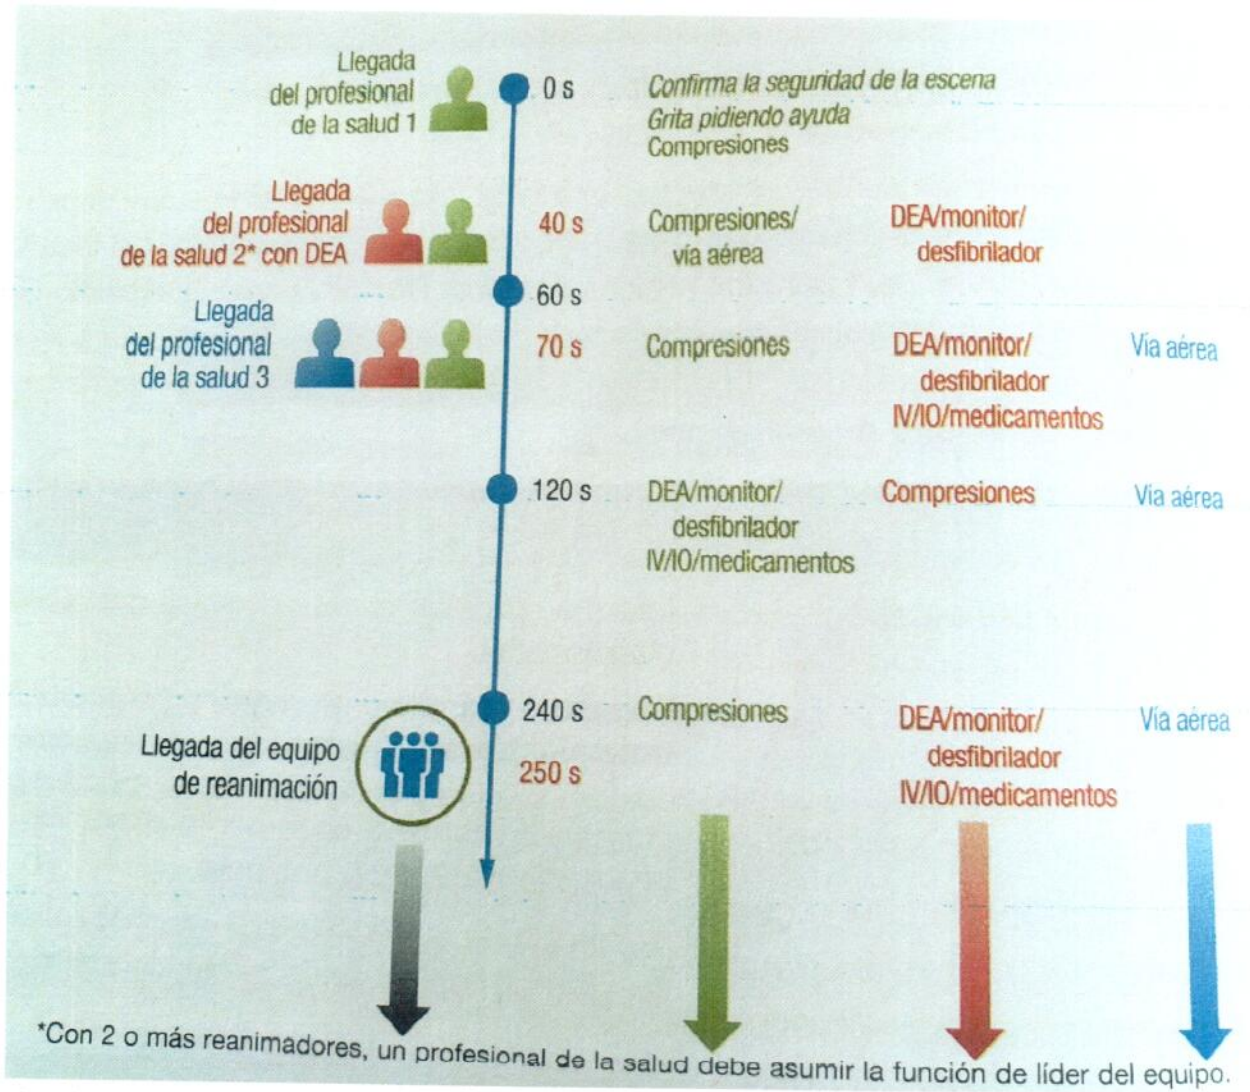 Llegada
del profesional
de la salud 1
0 s
Confirma la seguridad de la escena
Grita pidiendo ayuda
Compresiones
Llegada
del profesional
de la salud 2* con DEA
40 s
Compresiones/
vía aérea
DEA/monitor/
desfibrilador
60 s
Llegada
del profesional
de la salud 3
70 s
Compresiones
DEA/monitor/
desfibrilador
IV/IO/medicamentos
Vía aérea
120 s
DEA/monitor/
desfibrilador
IV/IO/medicamentos
Compresiones
Vía aérea
240 s
Compresiones
DEA/monitor/
desfibrilador
IV/IO/medicamentos
Vía aérea
Llegada del equipo
de reanimación
250 s
*Con 2 o más reanimadores, un profesional de la salud debe asumir la función de líder del equipo.